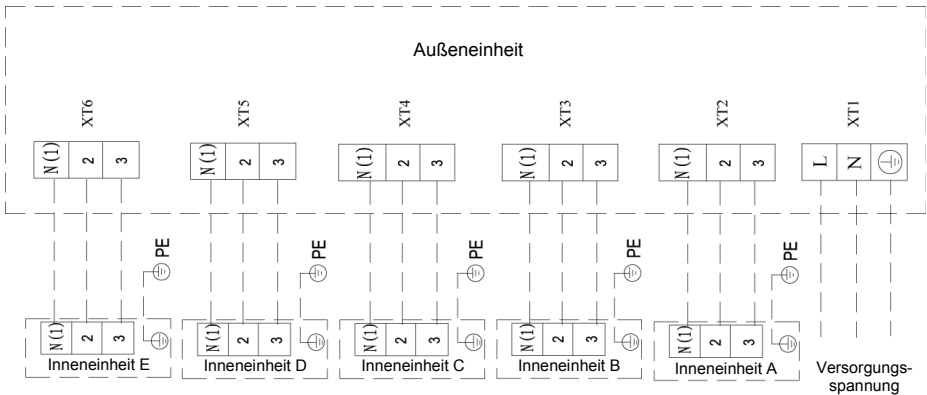 Außeneinheit
XT6 XT5 XT4 XT3 XT2 XT1
N (1) 2 3 N (1) 2 3 N (1) 2 3 N (1) 2 3 N (1) 2 3 L N
PE PE PE PE PE
N (1) 2 3 N (1) 2 3 N (1) 2 3 N (1) 2 3 N (1) 2 3
Inneneinheit E Inneneinheit D Inneneinheit C Inneneinheit B Inneneinheit A Versorgungs-
spannung